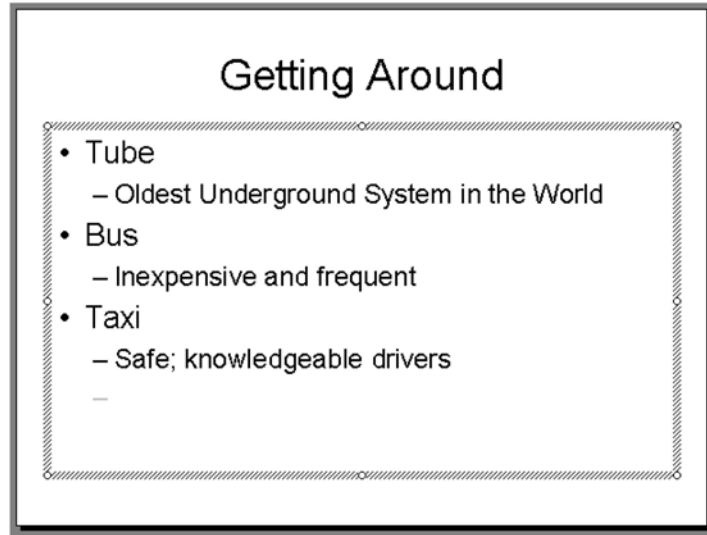 Getting Around
• Tube
– Oldest Underground System in the World
• Bus
– Inexpensive and frequent
• Taxi
– Safe; knowledgeable drivers
–